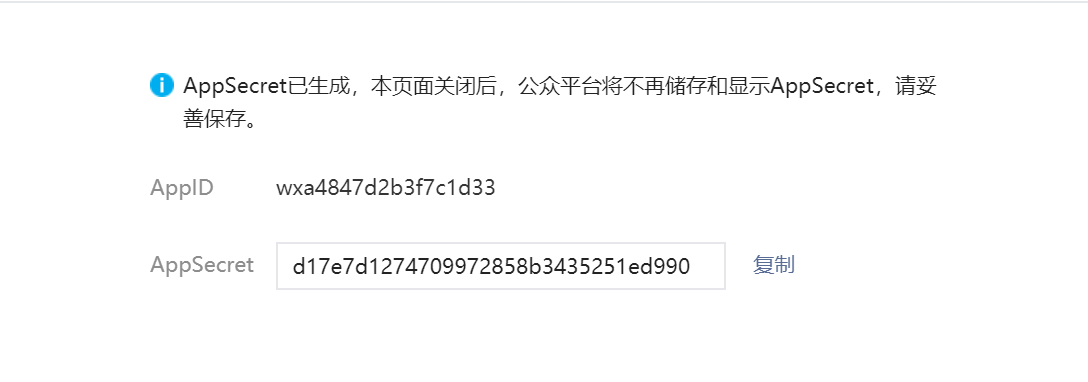 AppSecret已生成，本页面关闭后，公众平台将不再储存和显示AppSecret，请妥
善保存。
AppID wxa4847d2b3f7c1d33
AppSecret d17e7d1274709972858b3435251ed990 复制